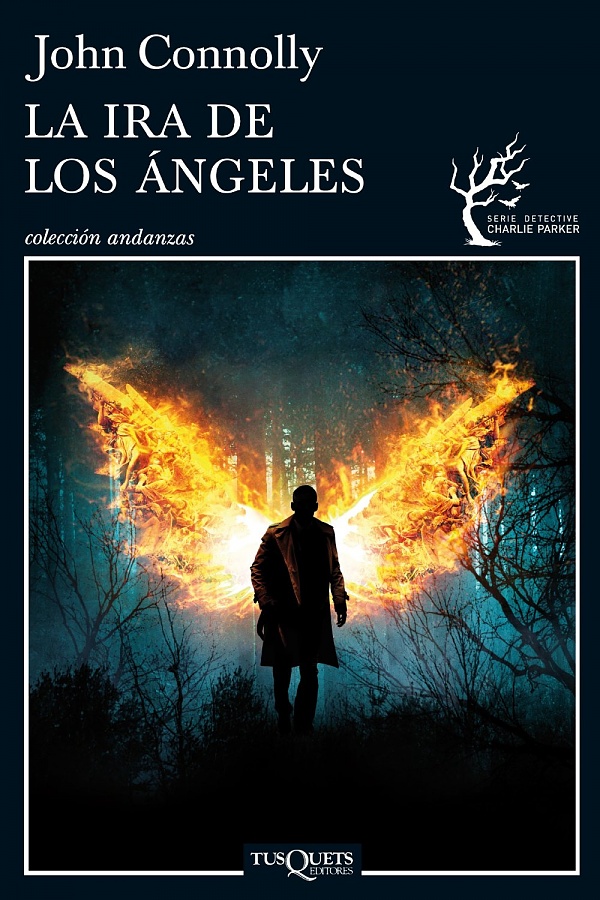 John Connolly
LA IRA DE
LOS ÁNGELES
colección andanzas
SERIE DETECTIVE
CHARLIE PARKER
TUSQUETS
EDITORES